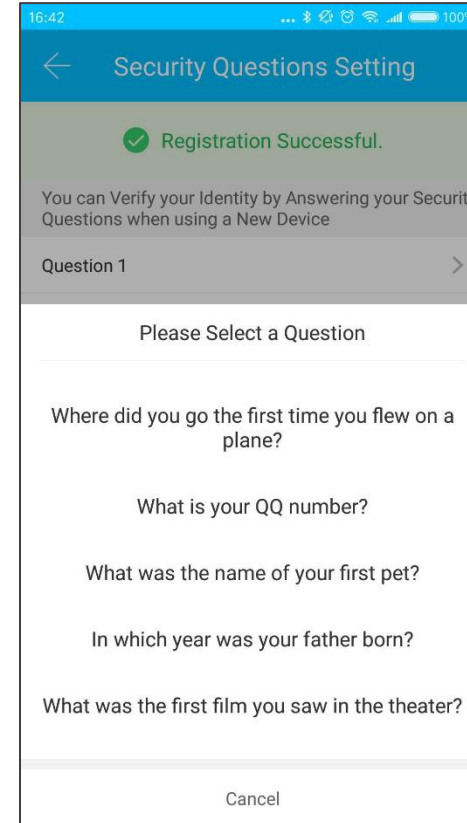 16:42 ... 100%
Security Questions Setting
Registration Successful.
You can Verify your Identity by Answering your Securit
Questions when using a New Device
Question 1
Please Select a Question
Where did you go the first time you flew on a
plane?
What is your QQ number?
What was the name of your first pet?
In which year was your father born?
What was the first film you saw in the theater?
Cancel